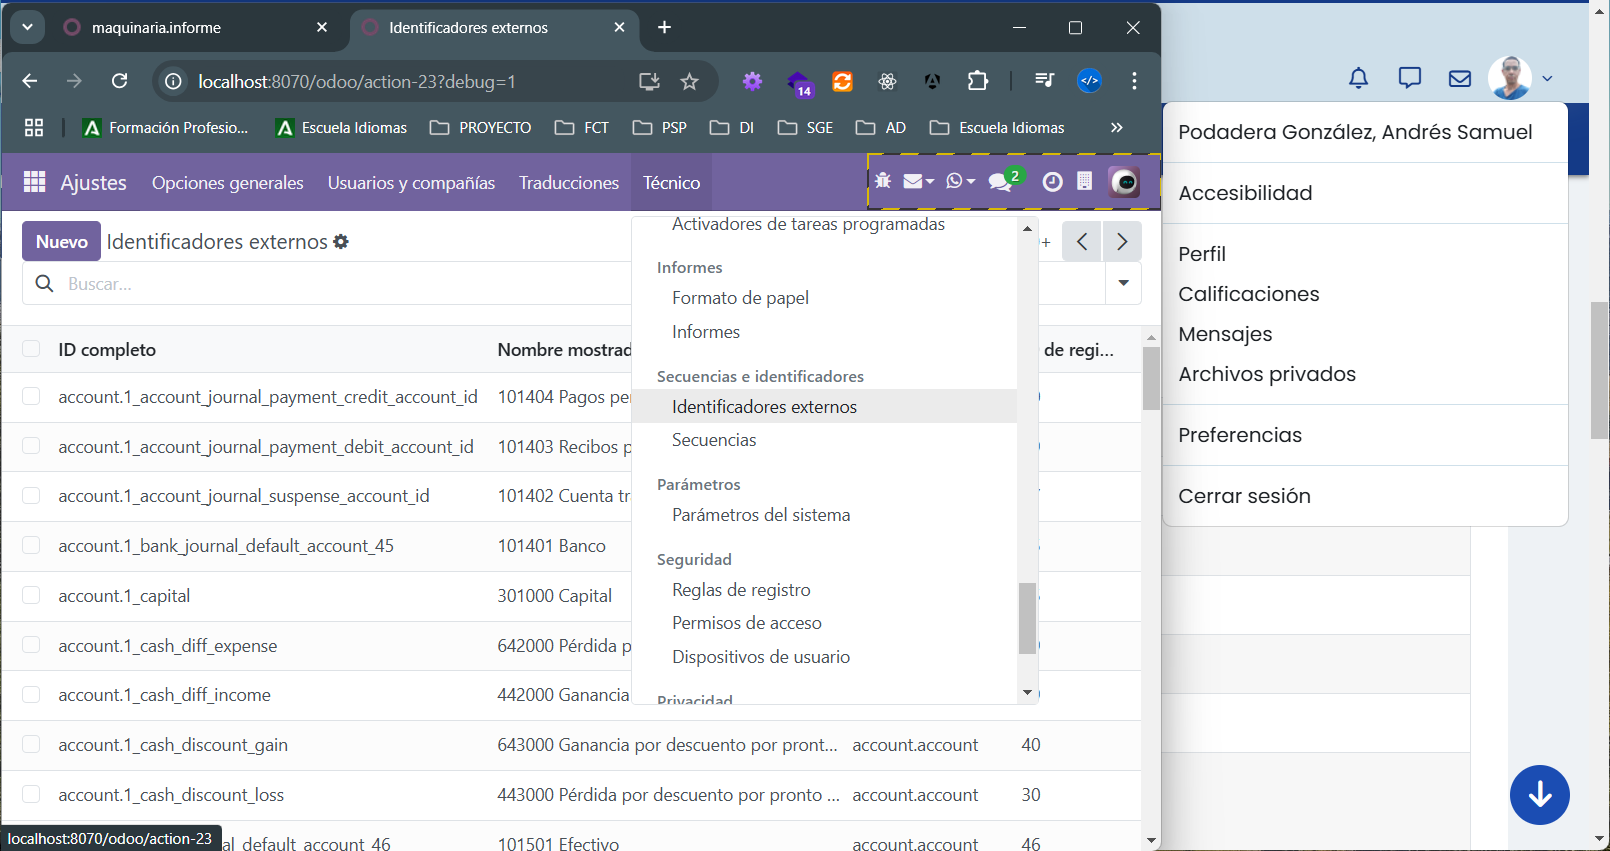 maquinaria.informe
Identificadores externos
localhost:8070/odoo/action-23?debug=1
14
Formación Profesio...
Escuela Idiomas
PROYECTO
FCT
PSP
DI
SGE
AD
Escuela Idiomas
»
Ajustes
Opciones generales
Usuarios y compañías
Traducciones
Técnico
2
Nuevo
Identificadores externos
Buscar...
Activadores de tareas programadas
Informes
Formato de papel
Informes
Secuencias e identificadores
Identificadores externos
Secuencias
Parámetros
Parámetros del sistema
Seguridad
Reglas de registro
Permisos de acceso
Dispositivos de usuario
Privacidad
ID completo Nombre mostrad de regi...
account.1_account_journal_payment_credit_account_id 101404 Pagos pe
account.1_account_journal_payment_debit_account_id 101403 Recibos p
account.1_account_journal_suspense_account_id 101402 Cuenta tr
account.1_bank_journal_default_account_45 101401 Banco
account.1_capital 301000 Capital
account.1_cash_diff_expense 642000 Pérdida p
account.1_cash_diff_income 442000 Ganancia
account.1_cash_discount_gain 643000 Ganancia por descuento por pront... account.account 40
account.1_cash_discount_loss 443000 Pérdida por descuento por pronto ... account.account 30
al_default_account_46 101501 Efectivo account.account 46
localhost:8070/odoo/action-23
Podadera González, Andrés Samuel
Accesibilidad
Perfil
Calificaciones
Mensajes
Archivos privados
Preferencias
Cerrar sesión